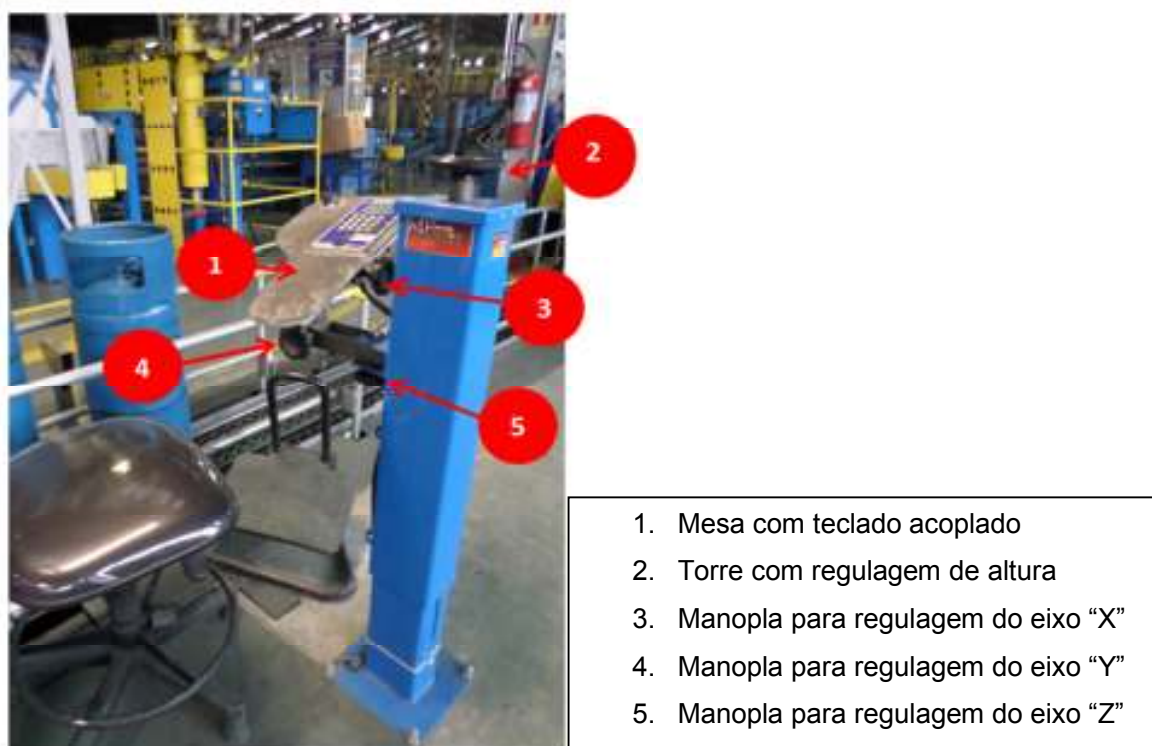 2
1
3
4
5
1. Mesa com teclado acoplado
2. Torre com regulagem de altura
3. Manopla para regulagem do eixo “X”
4. Manopla para regulagem do eixo “Y”
5. Manopla para regulagem do eixo “Z”